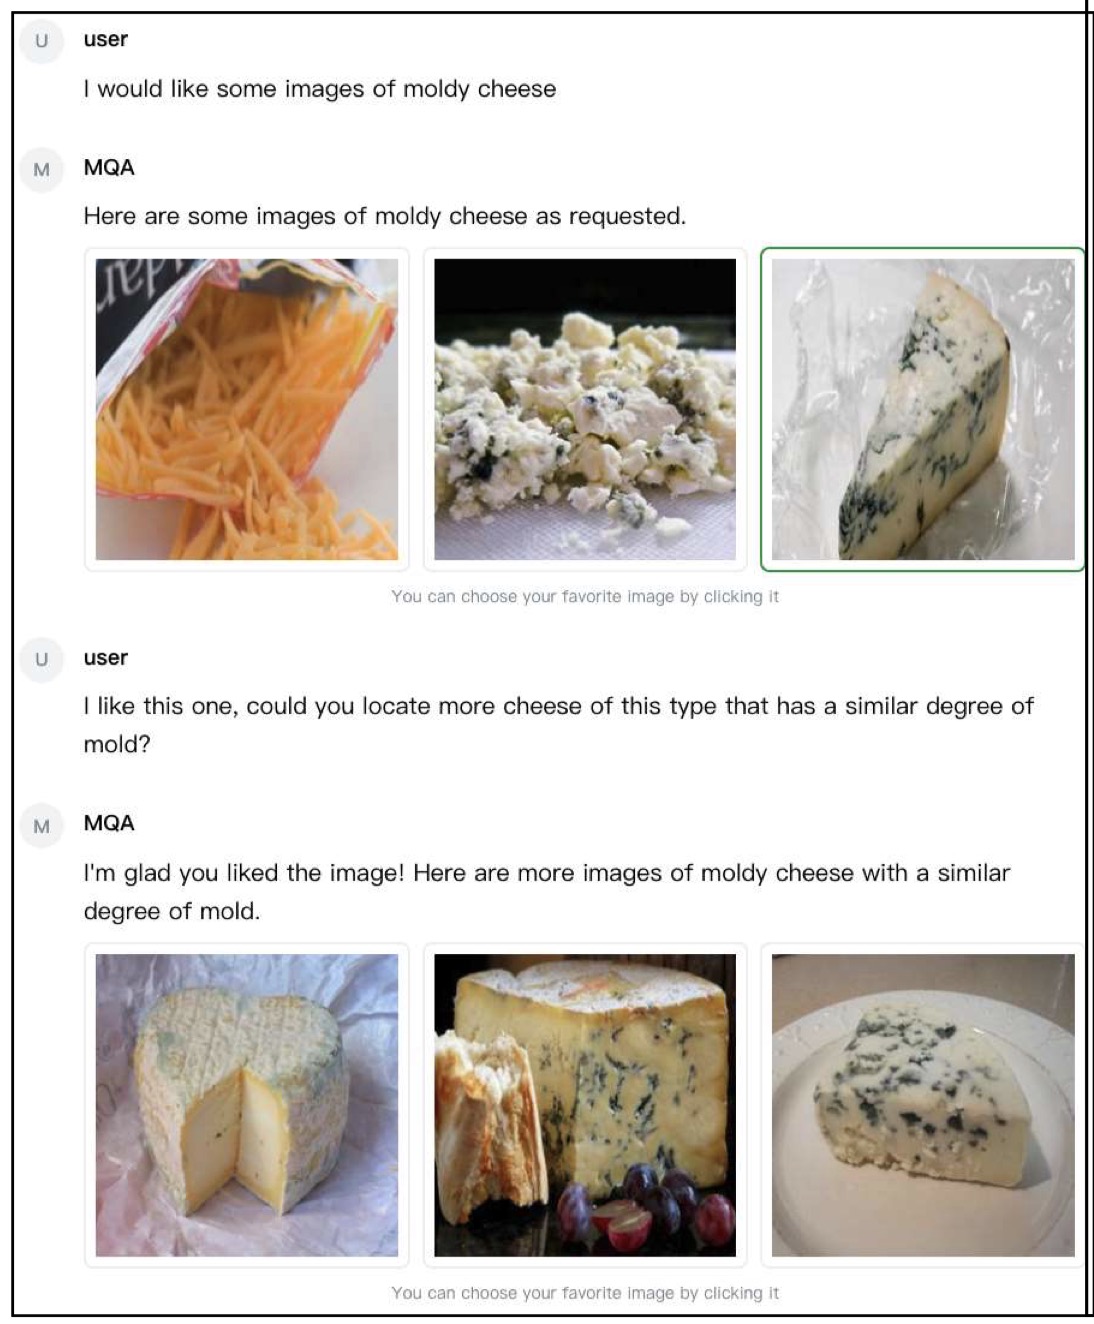 U user
I would like some images of moldy cheese
M MQA
Here are some images of moldy cheese as requested.
You can choose your favorite image by clicking it
U user
I like this one, could you locate more cheese of this type that has a similar degree of
mold?
M MQA
I'm glad you liked the image! Here are more images of moldy cheese with a similar
degree of mold.
You can choose your favorite image by clicking it